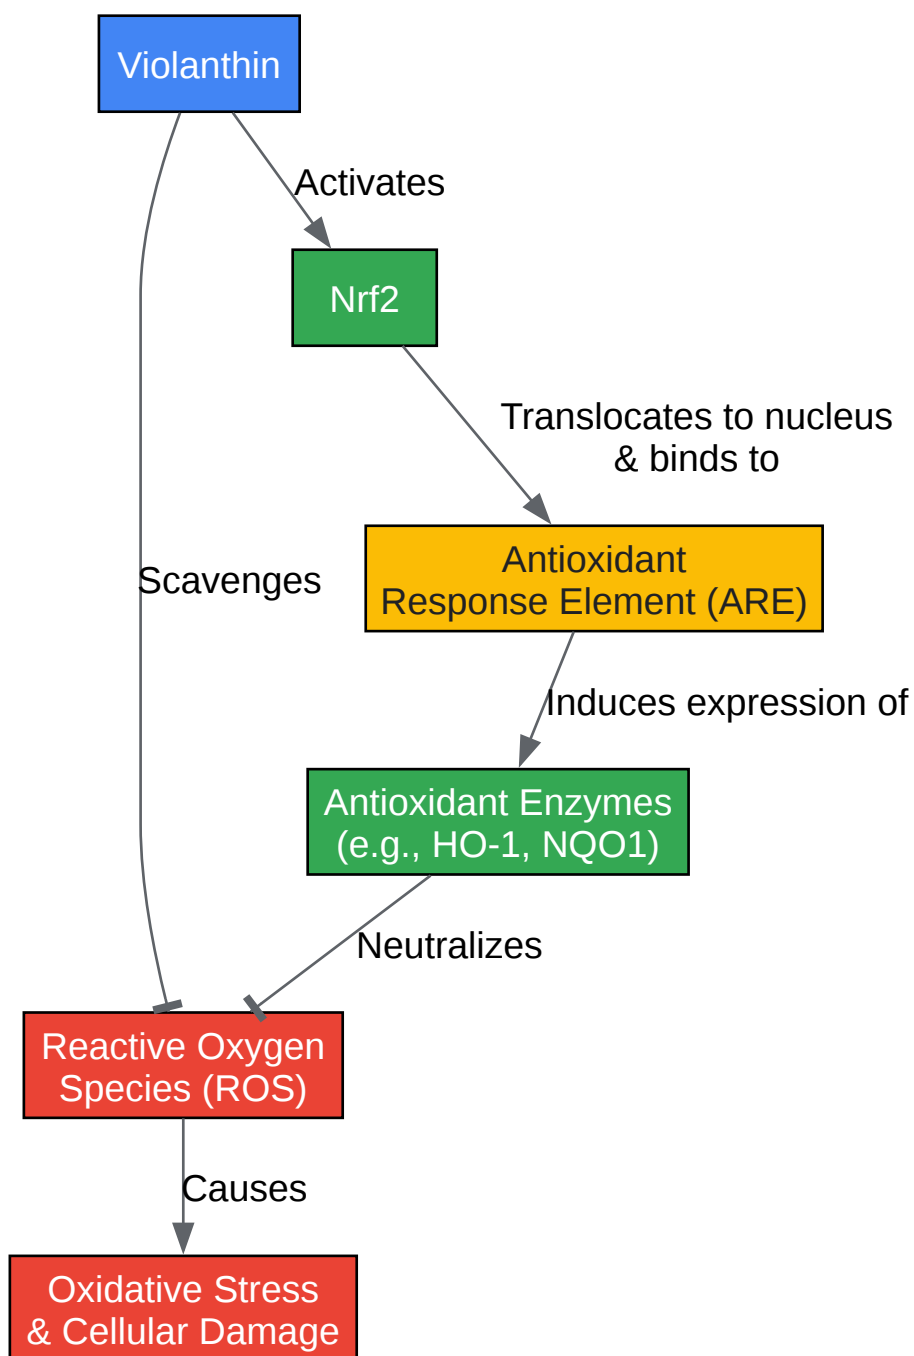 Violanthin
Activates
Nrf2
Translocates to nucleus
& binds to
Antioxidant
Response Element (ARE)
Scavenges
Induces expression of
Antioxidant Enzymes
(e.g., HO-1, NQO1)
Neutralizes
Reactive Oxygen
Species (ROS)
Causes
Oxidative Stress
& Cellular Damage